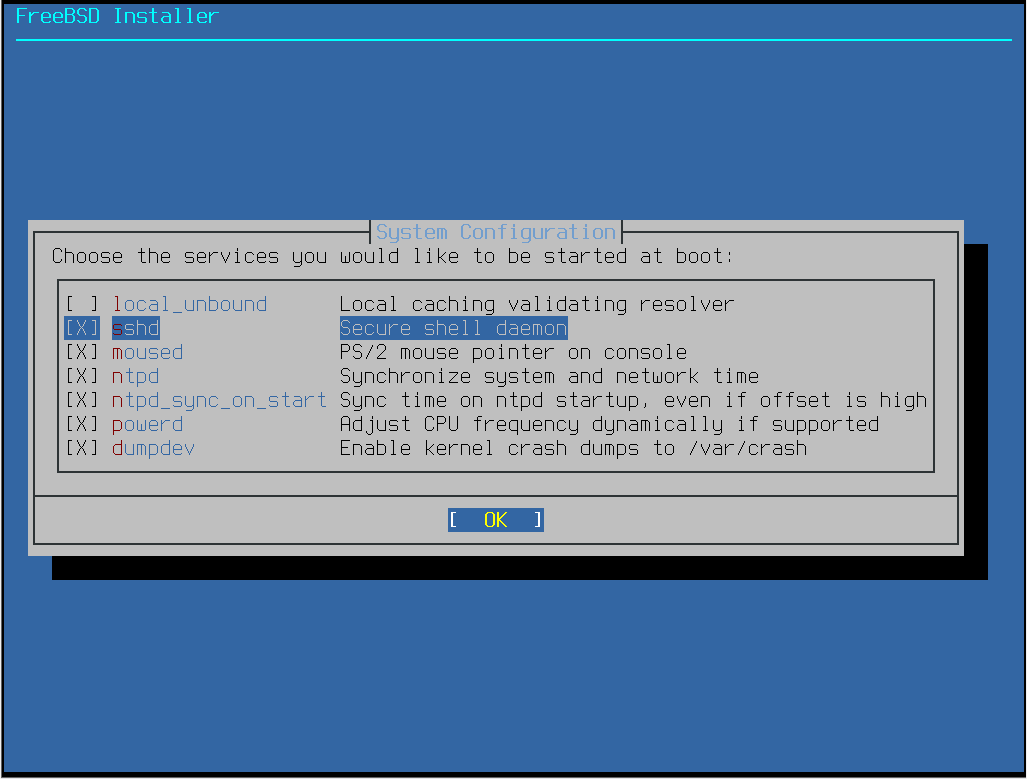 FreeBSD Installer
System Configuration
Choose the services you would like to be started at boot:
[ ] local_unbound Local caching validating resolver
[X] sshd Secure shell daemon
[X] moused PS/2 mouse pointer on console
[X] ntpd Synchronize system and network time
[X] ntpd_sync_on_start Sync time on ntpd startup, even if offset is high
[X] powerd Adjust CPU frequency dynamically if supported
[X] dumpdev Enable kernel crash dumps to /var/crash
[ OK ]